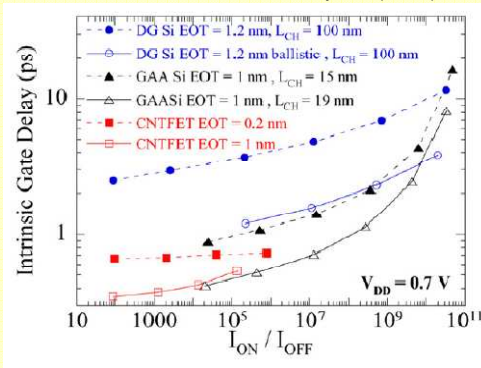 DG Si EOT = 1.2 nm, L_CH = 100 nm
DG Si EOT = 1.2 nm ballistic , L_CH = 100
GAA Si EOT = 1 nm , L_CH = 15 nm
GAASi EOT = 1 nm , L_CH = 19 nm
CNTFET EOT = 0.2 nm
CNTFET EOT = 1 nm
Intrinsic Gate Delay (ps)
10
1
V_DD = 0.7 V
10 1000 10^5 10^7 10^9 10^11
I_ON / I_OFF